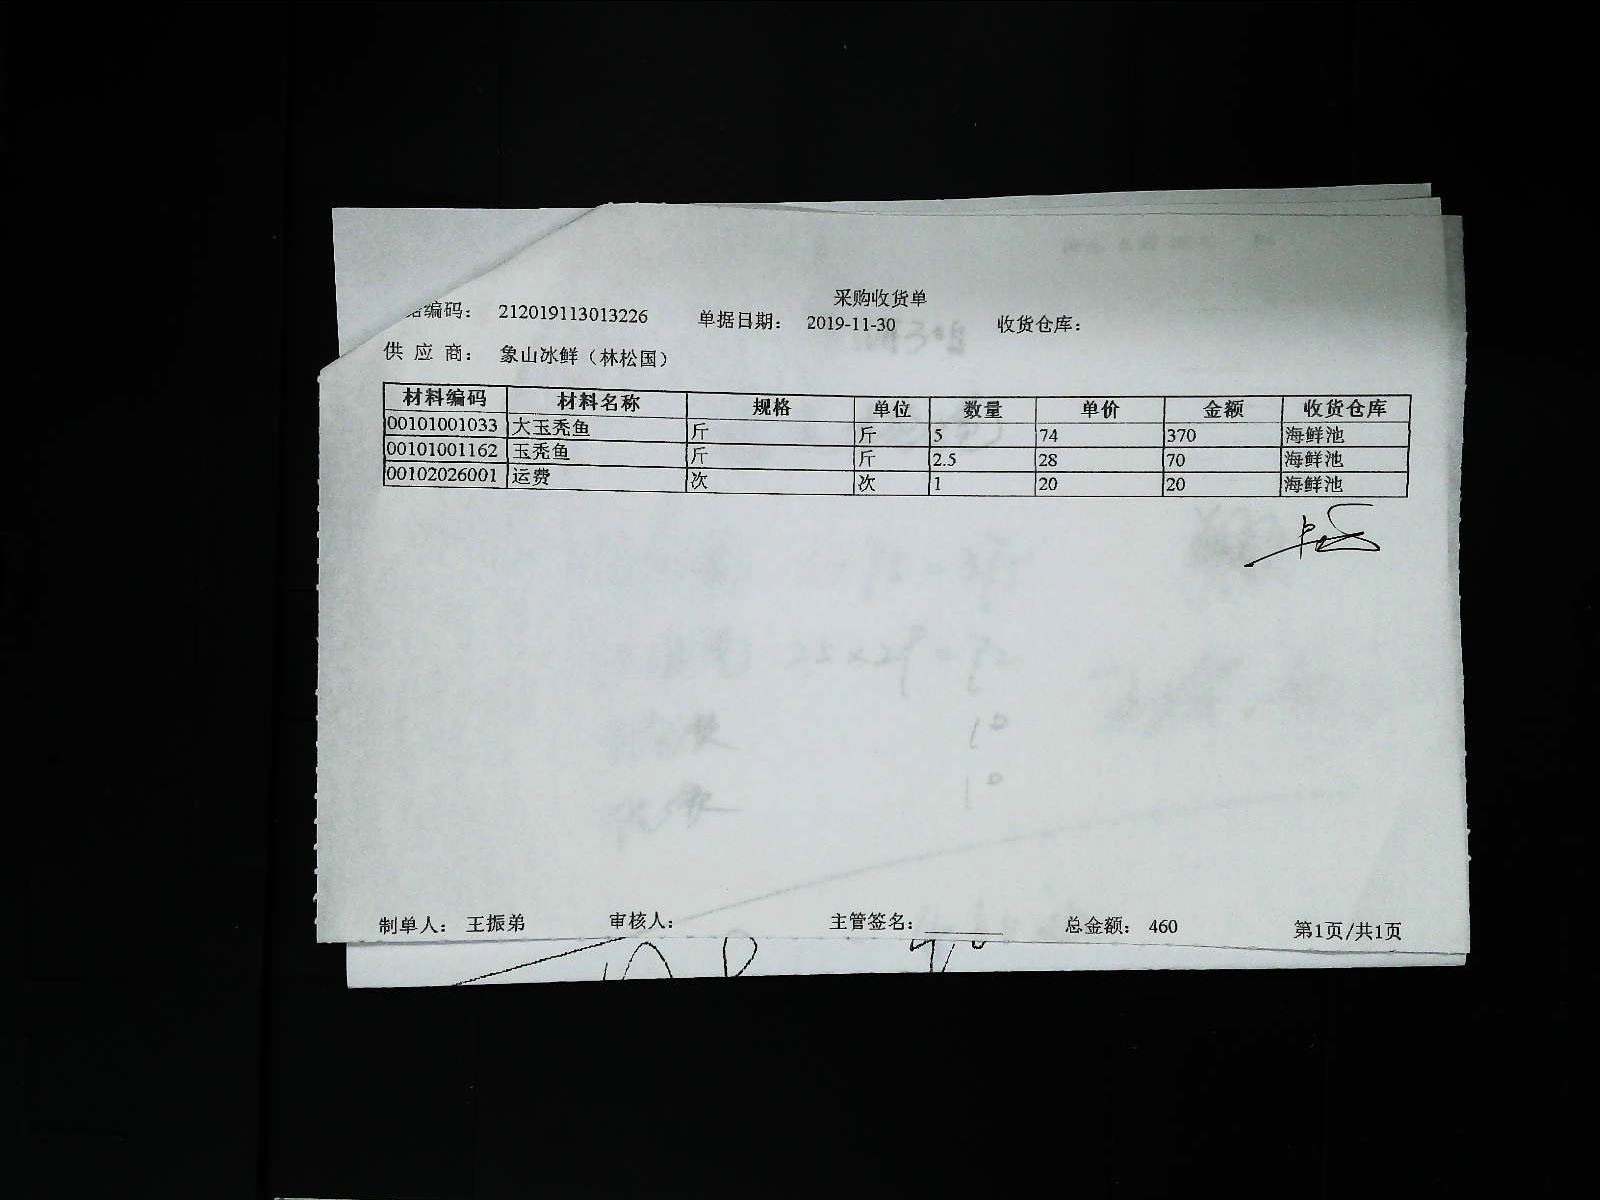 采购收货单
编码： 212019113013226 单据日期： 2019-11-30 收货仓库：
供 应 商： 象山冰鲜（林松国）
材料编码 材料名称 规格 单位 数量 单价 金额 收货仓库
00101001033 大玉秃鱼 斤 斤 5 74 370 海鲜池
00101001162 玉秃鱼 斤 斤 2.5 28 70 海鲜池
00102026001 运费 次 次 1 20 20 海鲜池
制单人： 王振弟 审核人： 主管签名： 总金额： 460 第1页/共1页